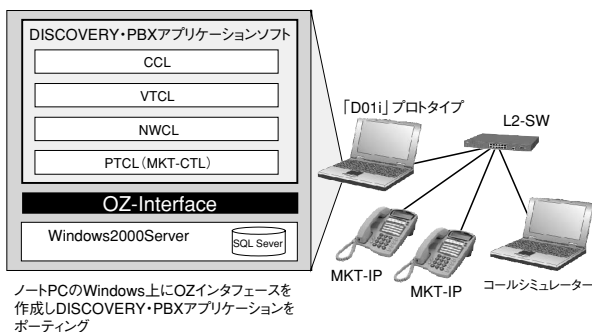 DISCOVERY・PBXアプリケーションソフト
CCL
VTCL
NWCL
PTCL（MKT-CTL）
OZ-Interface
Windows2000Server
SQL Sever
ノートPCのWindows上にOZインタフェースを
作成しDISCOVERY・PBXアプリケーションを
ポーティング
「D01i」プロトタイプ
L2-SW
MKT-IP
MKT-IP
コールシミュレーター